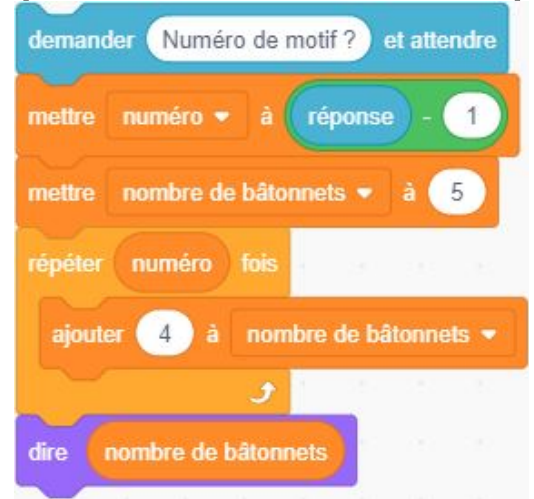 demander Numéro de motif ? et attendre
mettre numéro à réponse - 1
mettre nombre de bâtonnets à 5
répéter numéro fois
ajouter 4 à nombre de bâtonnets
dire nombre de bâtonnets